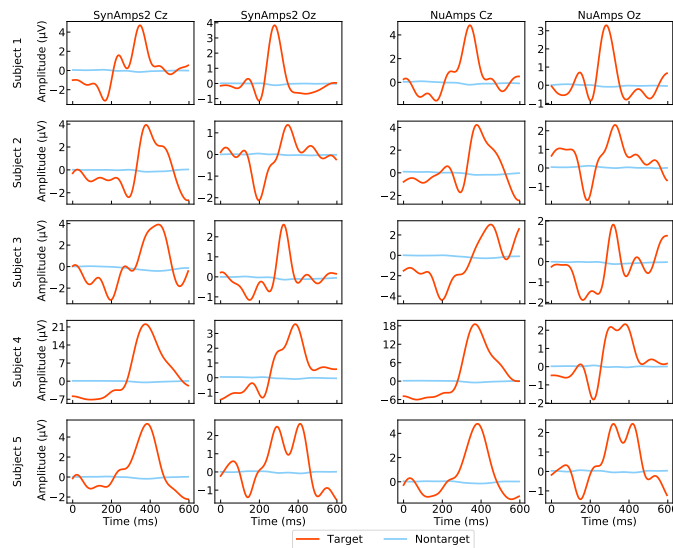 SynAmps2 Cz SynAmps2 Oz NuAmps Cz NuAmps Oz
Subject 1
Amplitude (µV)
4 2 0 −2
3 2 1 0 −1
4 2 0
3 2 1 0
Subject 2
Amplitude (µV)
4 2 0 −2
1 0 −1 −2
4 2 0 −2
2 1 0 −1
Subject 3
Amplitude (µV)
4 2 0 −2
2 1 0 −1
2 0 −2 −4
1 0 −1 −2
Subject 4
Amplitude (µV)
21 14 7 0
3 2 1 0 −1
18 12 6 0 −6
2 1 0 −1 2
Subject 5
Amplitude (µV)
4 2 0 −2
2 1 0 −1
4 2 0
2 1 0 −1
0 200 400 600 0 200 400 600 0 200 400 600 0 200 400 600
Time (ms) Time (ms) Time (ms) Time (ms)
Target Nontarget